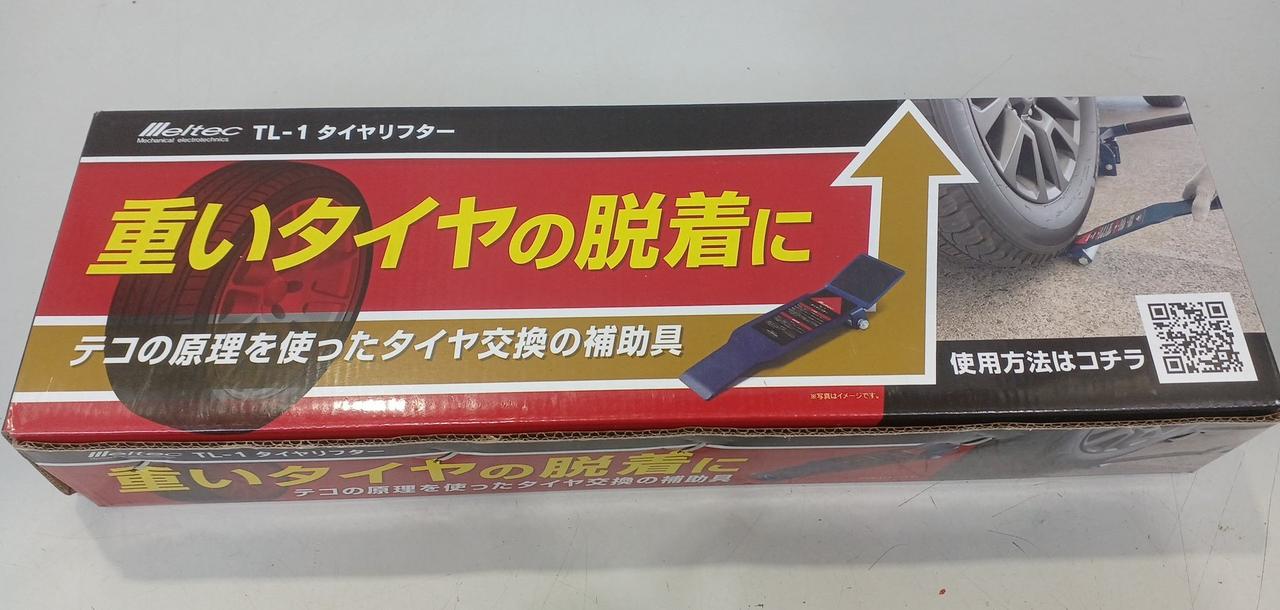 Meltec
Mechanical electrotechnics
TL-1 タイヤリフター
重いタイヤの脱着に
テコの原理を使ったタイヤ交換の補助具
※写真はイメージです。
使用方法はコチラ
Meltec TL-1 タイヤリフター
重いタイヤの脱着に
テコの原理を使ったタイヤ交換の補助具